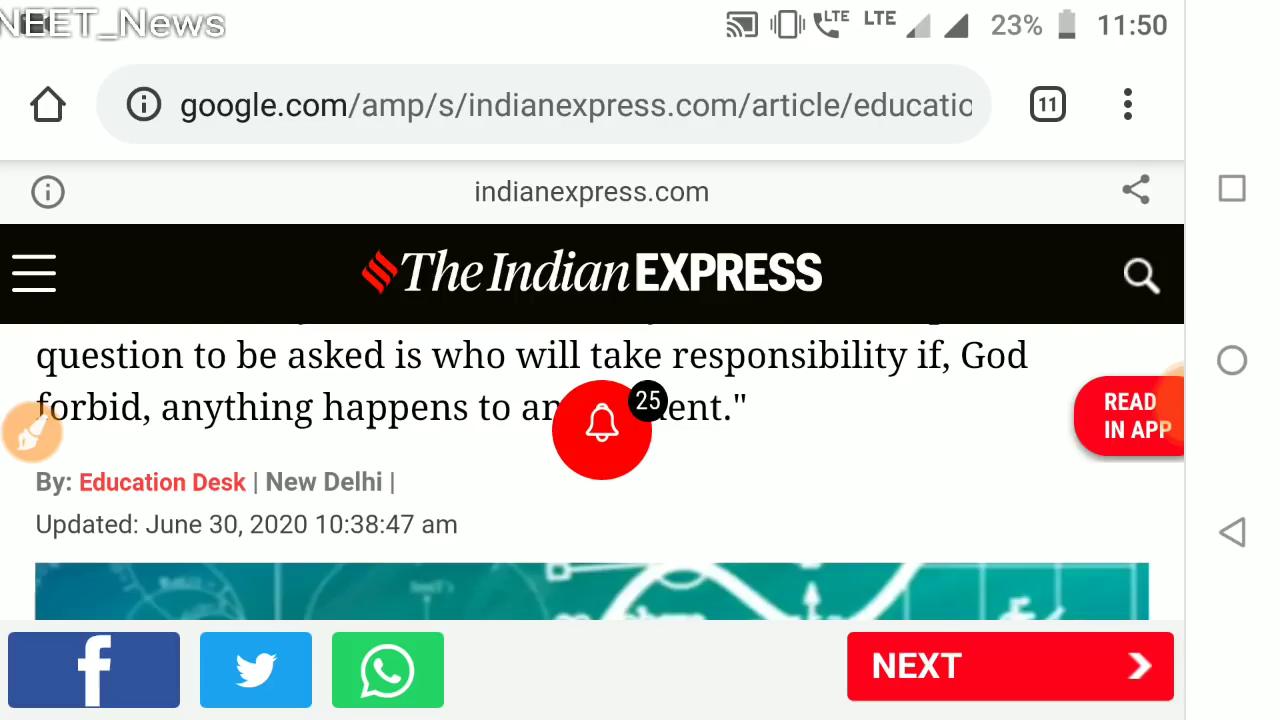 NEET_News
LTE LTE 23% 11:50
google.com/amp/s/indianexpress.com/article/educatio
11
indianexpress.com
The Indian EXPRESS
question to be asked is who will take responsibility if, God
forbid, anything happens to an ent."
25
READ
IN APP
By: Education Desk | New Delhi |
Updated: June 30, 2020 10:38:47 am
NEXT